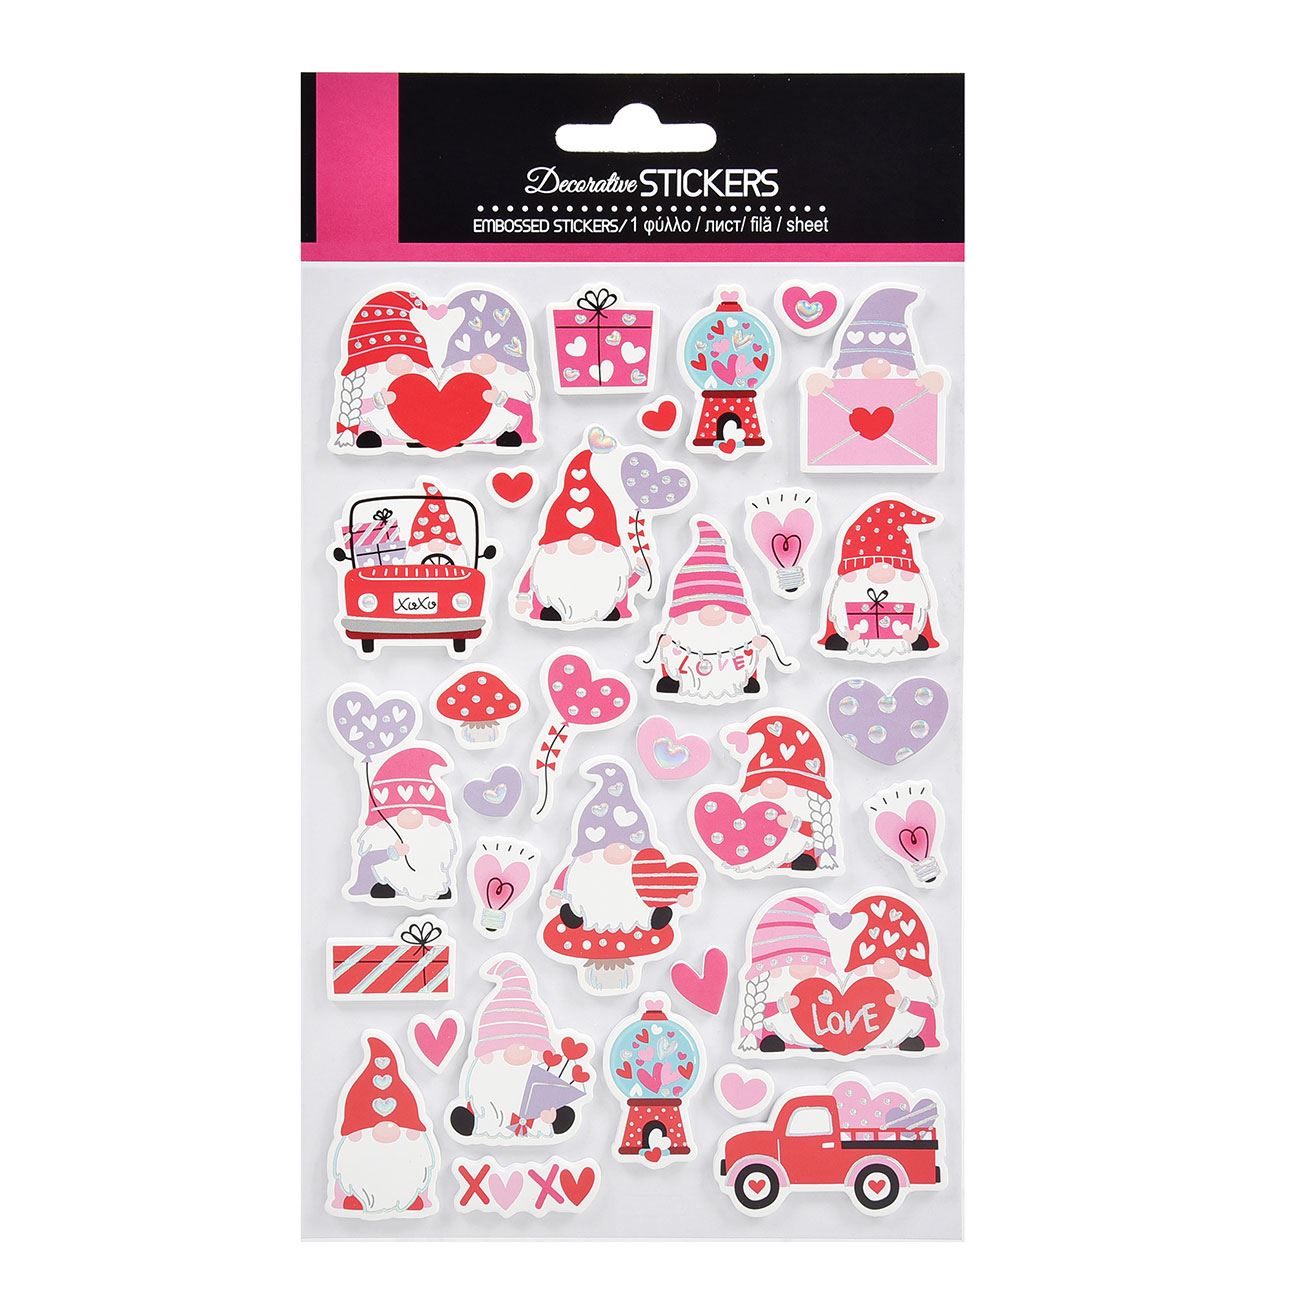 Decorative STICKERS
EMBOSSED STICKERS/ 1 φύλλο / лист/ filă / sheet
XoXo
LOVE
LOVE
XOXO